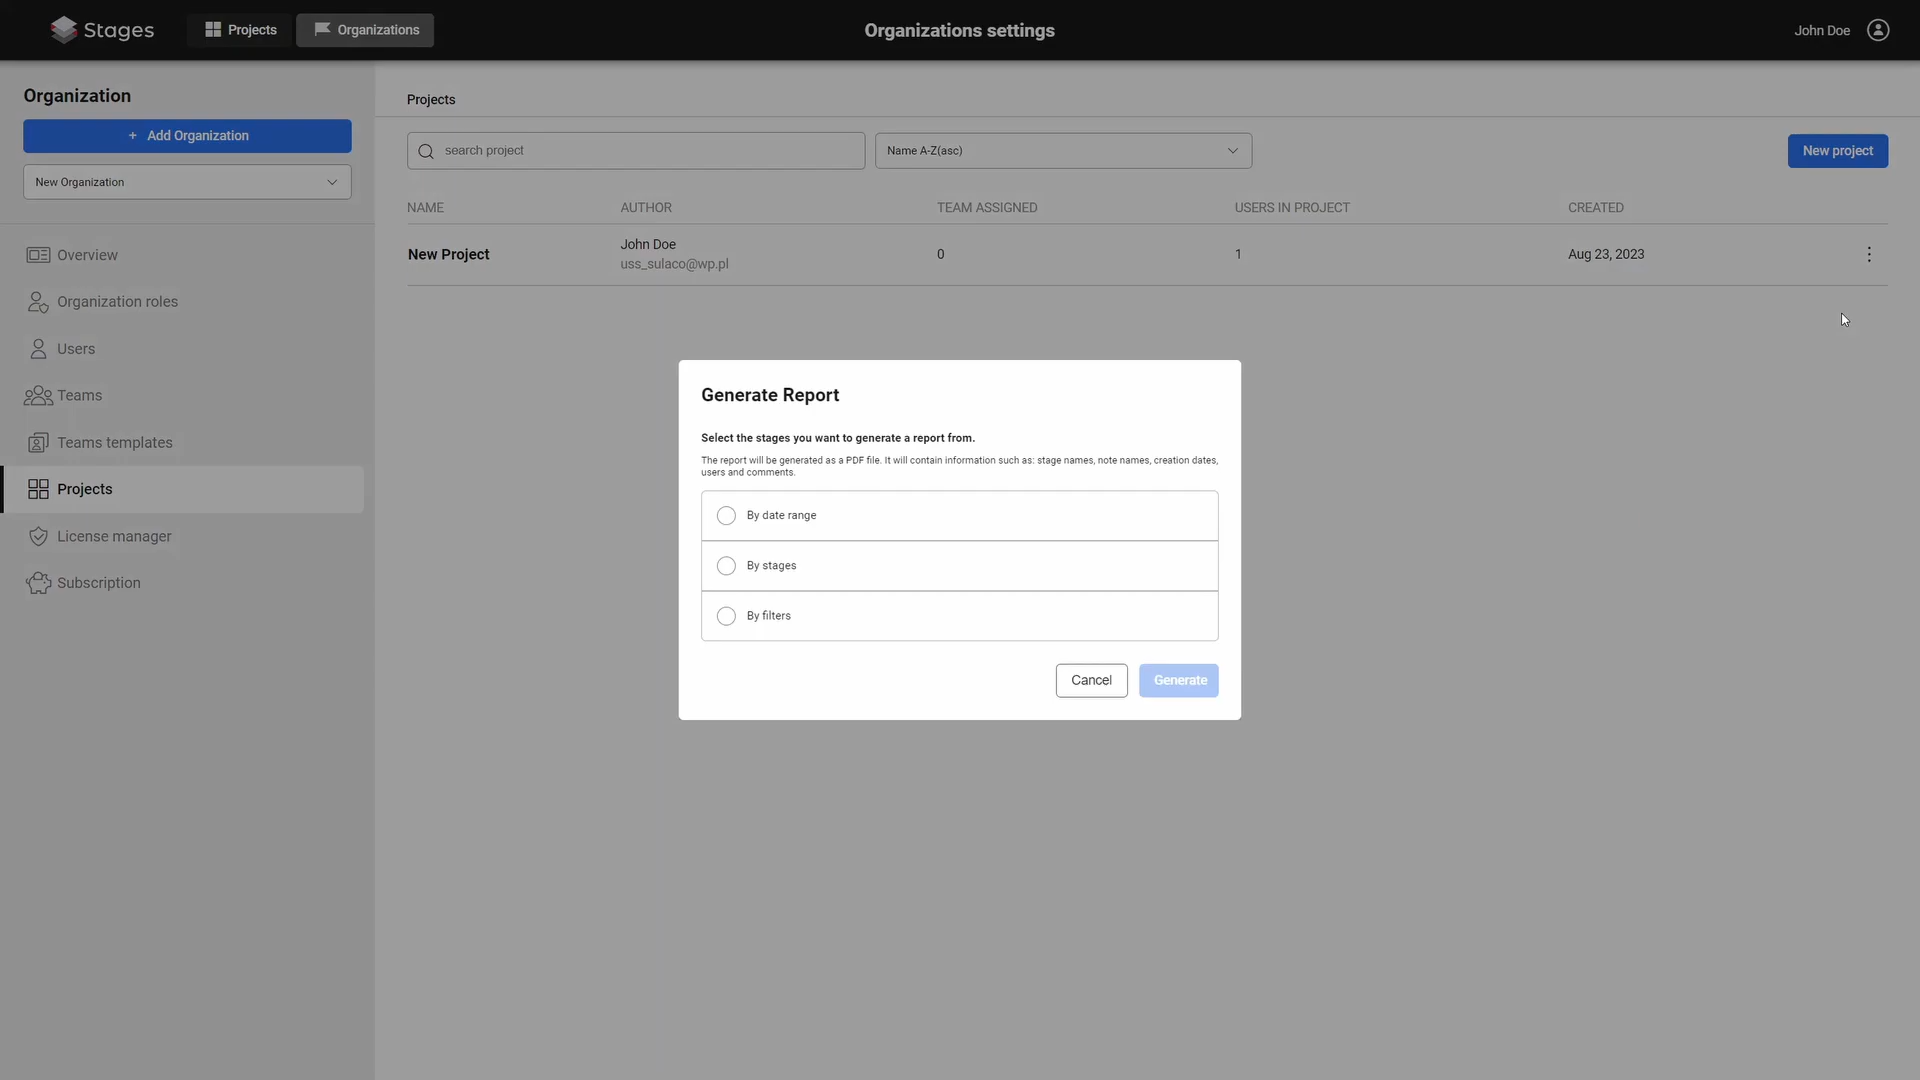 Stages
Projects
Organizations
Organizations settings
John Doe
Organization
+ Add Organization
New Organization
Overview
Organization roles
Users
Teams
Teams templates
Projects
License manager
Subscription
Projects
search project
Name A-Z(asc)
New project
NAME AUTHOR TEAM ASSIGNED USERS IN PROJECT CREATED
New Project John Doe 0 1 Aug 23, 2023
uss_sulaco@wp.pl
Generate Report
Select the stages you want to generate a report from.
The report will be generated as a PDF file. It will contain information such as: stage names, note names, creation dates,
users and comments.
By date range
By stages
By filters
Cancel
Generate